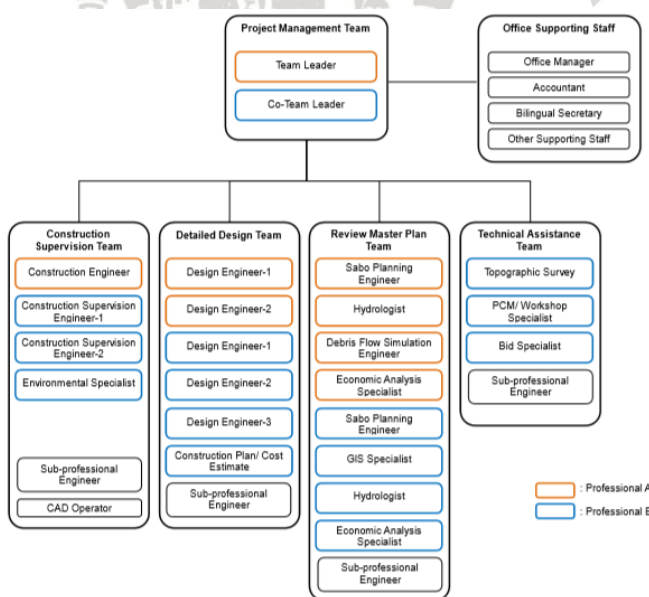 Project Management Team
Team Leader
Co-Team Leader
Office Supporting Staff
Office Manager
Accountant
Bilingual Secretary
Other Supporting Staff
Construction
Supervision Team
Construction Engineer
Construction Supervision
Engineer-1
Construction Supervision
Engineer-2
Environmental Specialist
Sub-professional
Engineer
CAD Operator
Detailed Design Team
Design Engineer-1
Design Engineer-2
Design Engineer-1
Design Engineer-2
Design Engineer-3
Construction Plan/ Cost
Estimate
Sub-professional
Engineer
Review Master Plan
Team
Sabo Planning
Engineer
Hydrologist
Debris Flow Simulation
Engineer
Economic Analysis
Specialist
Sabo Planning
Engineer
GIS Specialist
Hydrologist
Economic Analysis
Specialist
Sub-professional
Engineer
Technical Assistance
Team
Topographic Survey
PCM/ Workshop
Specialist
Bid Specialist
Sub-professional
Engineer
: Professional A
: Professional B